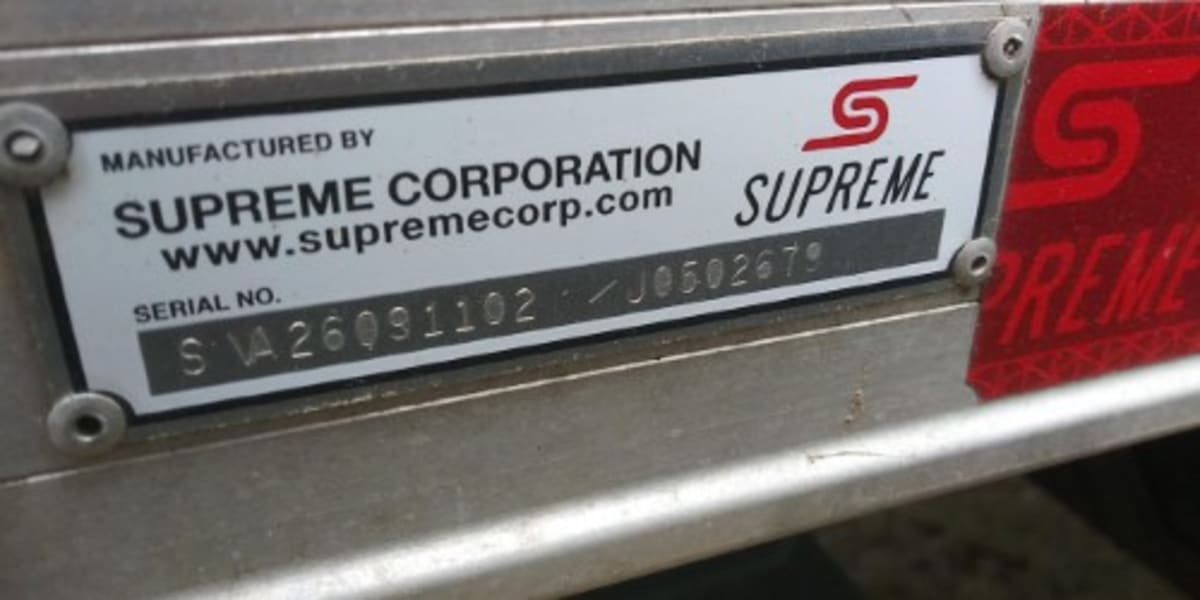 MANUFACTURED BY
SUPREME CORPORATION
www.supremecorp.com
SUPREME
SERIAL NO.
S VA26091102 / J0502679
PREME